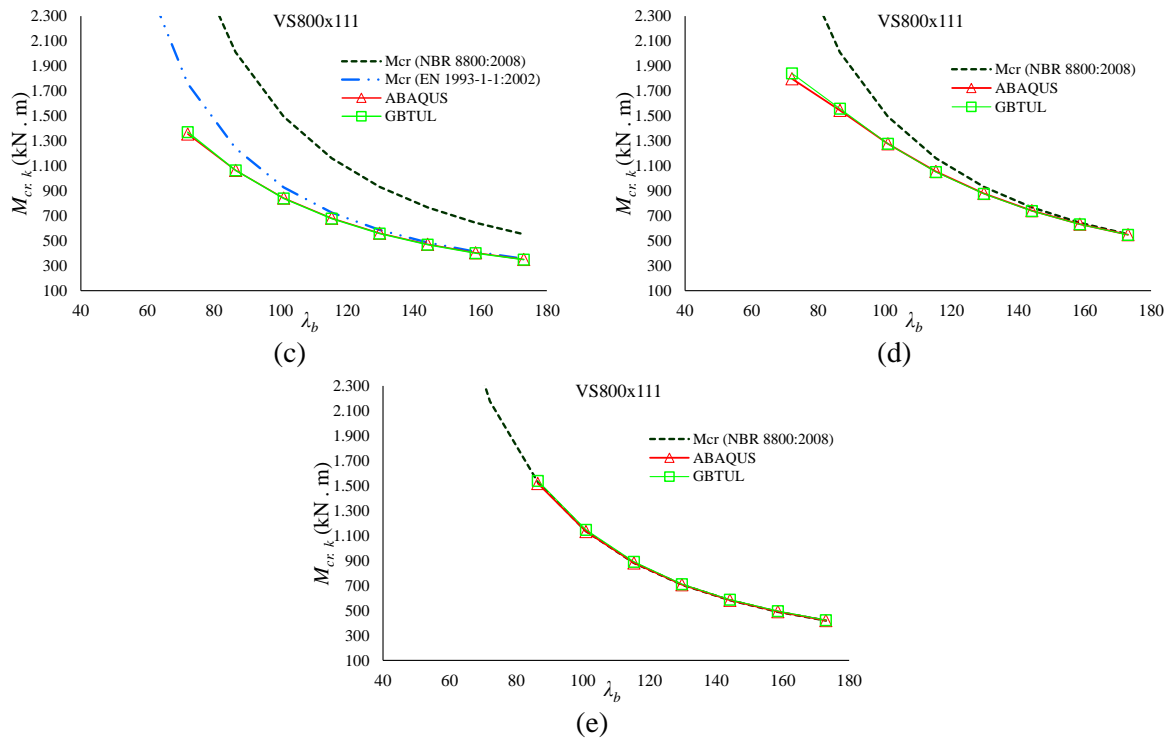 VS800x111
2.300
2.100
1.900
1.700
1.500
1.300
1.100
900
700
500
300
100
M_cr. k (kN . m)
Mcr (NBR 8800:2008)
Mcr (EN 1993-1-1:2002)
ABAQUS
GBTUL
40 60 80 100 120 140 160 180
λ_b
(c)
VS800x111
2.300
2.100
1.900
1.700
1.500
1.300
1.100
900
700
500
300
100
M_cr. k (kN . m)
Mcr (NBR 8800:2008)
ABAQUS
GBTUL
40 60 80 100 120 140 160 180
λ_b
(d)
VS800x111
2.300
2.100
1.900
1.700
1.500
1.300
1.100
900
700
500
300
100
M_cr. k (kN . m)
Mcr (NBR 8800:2008)
ABAQUS
GBTUL
40 60 80 100 120 140 160 180
λ_b
(e)